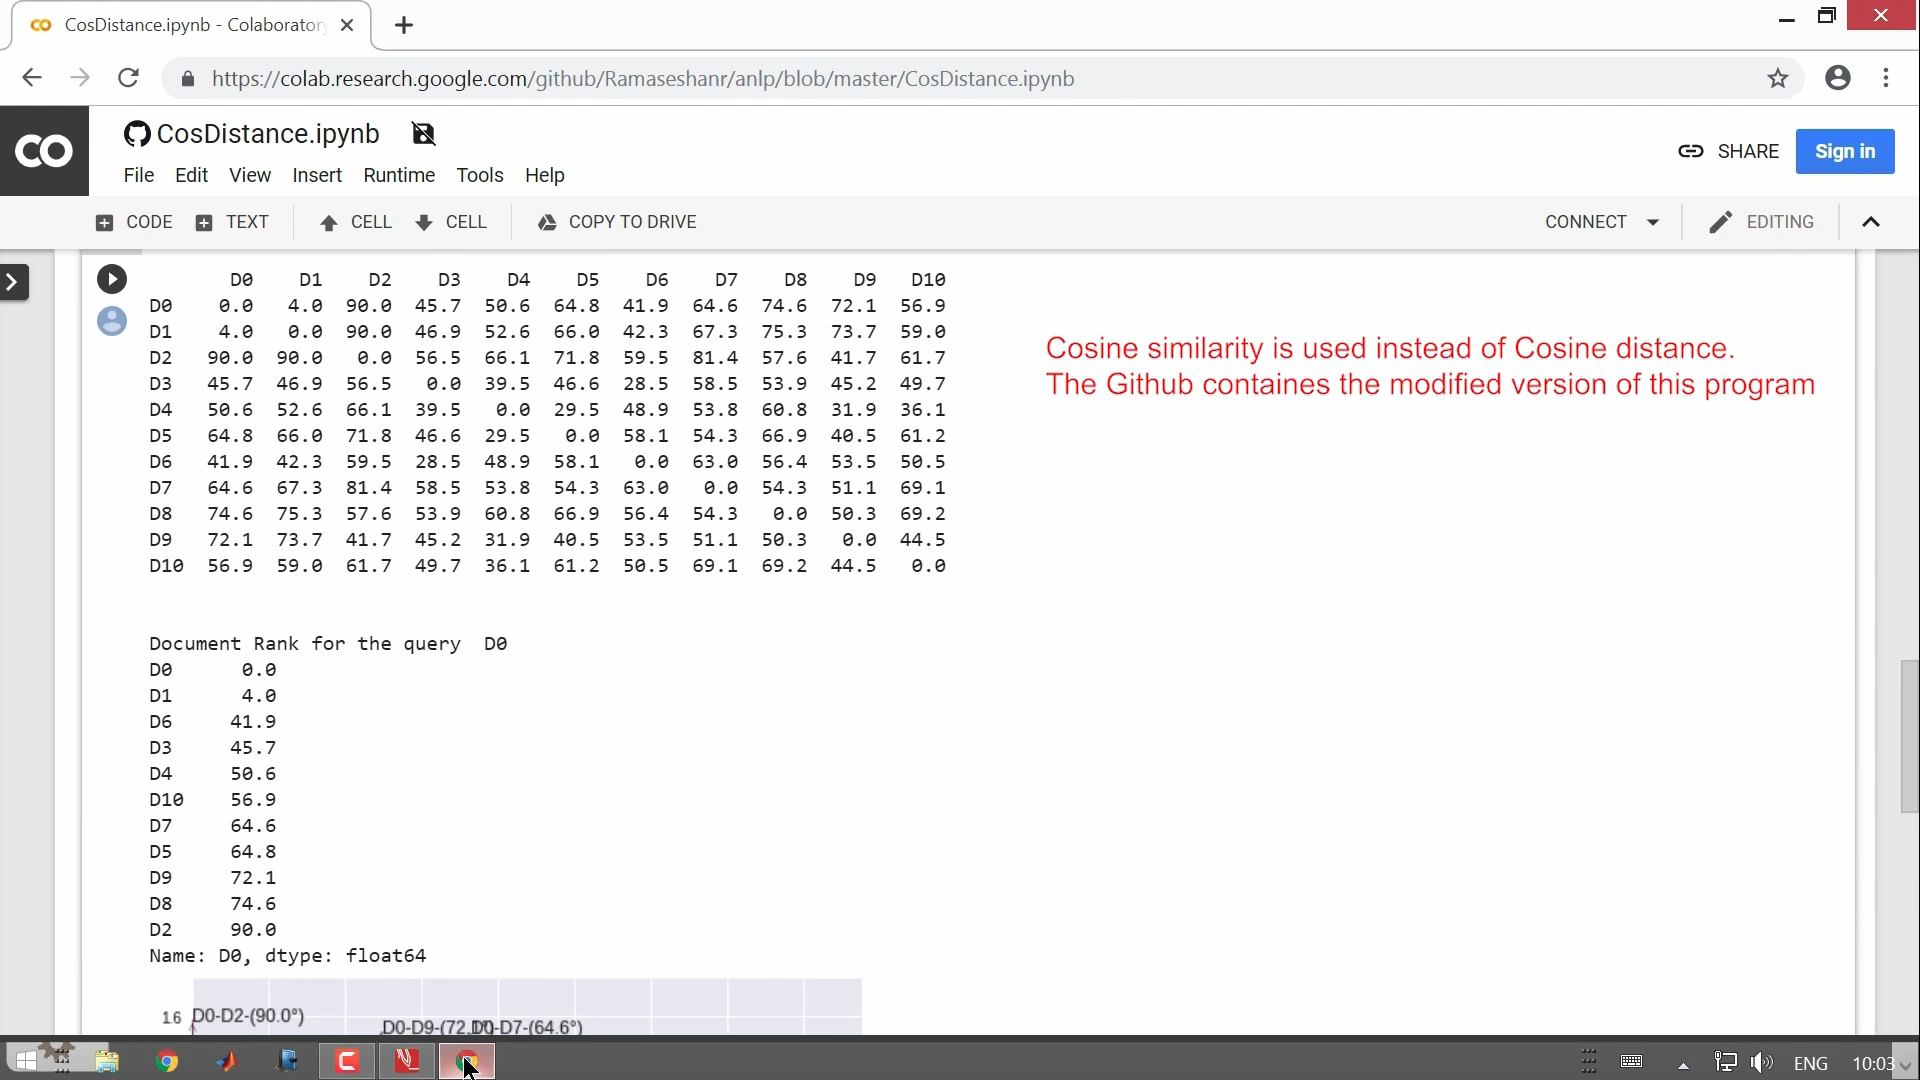 CosDistance.ipynb - Colaboratory
https://colab.research.google.com/github/Ramaseshanr/anlp/blob/master/CosDistance.ipynb
CosDistance.ipynb
SHARE
Sign in
File Edit View Insert Runtime Tools Help
CODE TEXT CELL CELL COPY TO DRIVE CONNECT EDITING
D0 D1 D2 D3 D4 D5 D6 D7 D8 D9 D10
D0 0.0 4.0 90.0 45.7 50.6 64.8 41.9 64.6 74.6 72.1 56.9
D1 4.0 0.0 90.0 46.9 52.6 66.0 42.3 67.3 75.3 73.7 59.0
D2 90.0 90.0 0.0 56.5 66.1 71.8 59.5 81.4 57.6 41.7 61.7
D3 45.7 46.9 56.5 0.0 39.5 46.6 28.5 58.5 53.9 45.2 49.7
D4 50.6 52.6 66.1 39.5 0.0 29.5 48.9 53.8 60.8 31.9 36.1
D5 64.8 66.0 71.8 46.6 29.5 0.0 58.1 54.3 66.9 40.5 61.2
D6 41.9 42.3 59.5 28.5 48.9 58.1 0.0 63.0 56.4 53.5 50.5
D7 64.6 67.3 81.4 58.5 53.8 54.3 63.0 0.0 54.3 51.1 69.1
D8 74.6 75.3 57.6 53.9 60.8 66.9 56.4 54.3 0.0 50.3 69.2
D9 72.1 73.7 41.7 45.2 31.9 40.5 53.5 51.1 50.3 0.0 44.5
D10 56.9 59.0 61.7 49.7 36.1 61.2 50.5 69.1 69.2 44.5 0.0
Cosine similarity is used instead of Cosine distance.
The Github containes the modified version of this program
Document Rank for the query D0
D0 0.0
D1 4.0
D6 41.9
D3 45.7
D4 50.6
D10 56.9
D7 64.6
D5 64.8
D9 72.1
D8 74.6
D2 90.0
Name: D0, dtype: float64
1.6 D0-D2-(90.0°)
D0-D9-(72.1 D0-D7-(64.6°)
ENG 10:03